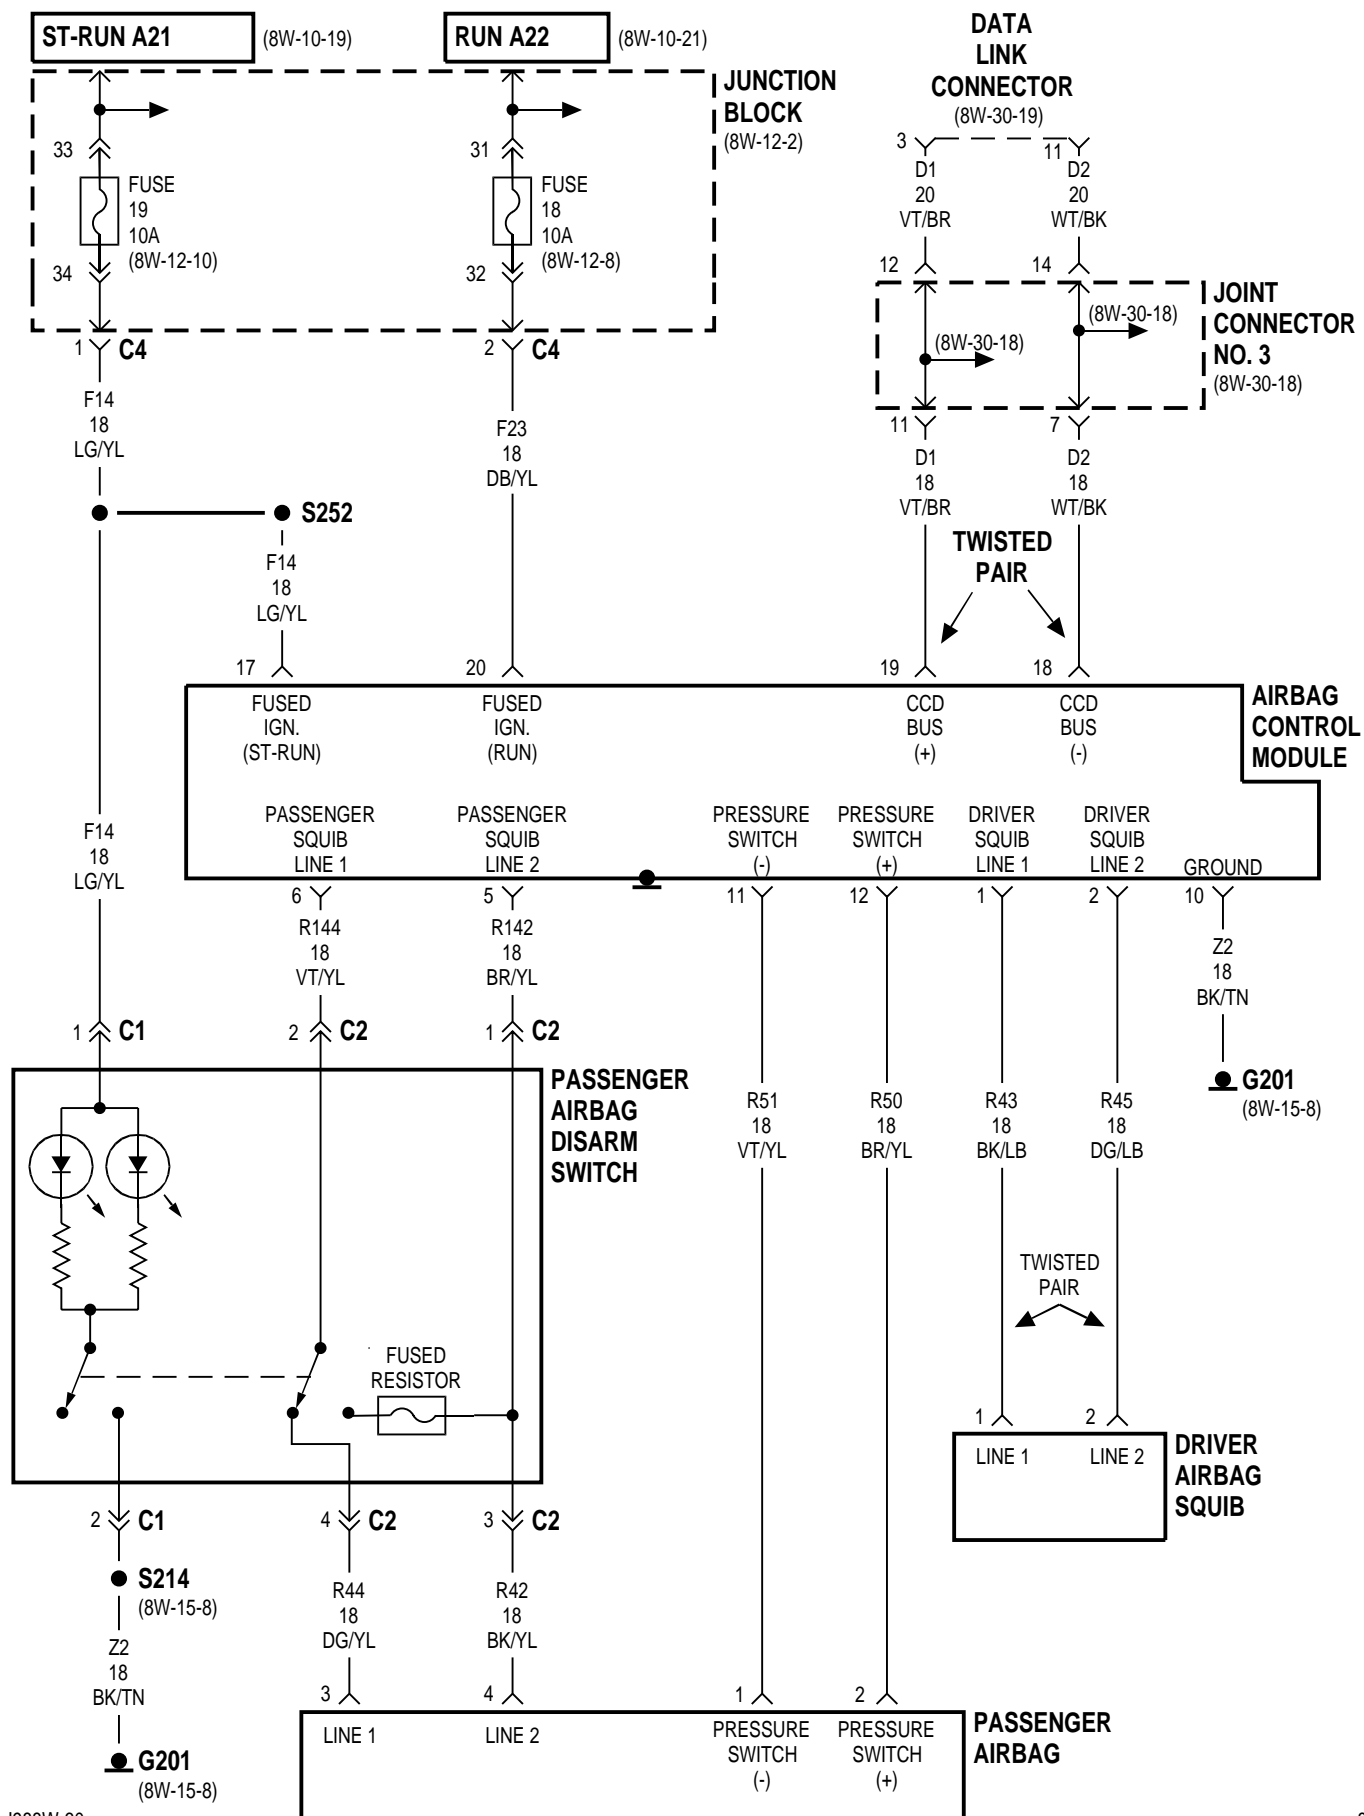 ST-RUN A21
(8W-10-19)
RUN A22
(8W-10-21)
DATA
LINK
CONNECTOR
(8W-30-19)
JUNCTION
BLOCK
(8W-12-2)
33
FUSE
19
10A
(8W-12-10)
34
31
FUSE
18
10A
(8W-12-8)
32
3
D1
20
VT/BR
12
11
D2
20
WT/BK
14
JOINT
CONNECTOR
NO. 3
(8W-30-18)
(8W-30-18)
(8W-30-18)
1
C4
F14
18
LG/YL
2
C4
F23
18
DB/YL
11
D1
18
VT/BR
7
D2
18
WT/BK
S252
F14
18
LG/YL
TWISTED
PAIR
17
20
19
18
FUSED
IGN.
(ST-RUN)
FUSED
IGN.
(RUN)
CCD
BUS
(+)
CCD
BUS
(-)
AIRBAG
CONTROL
MODULE
F14
18
LG/YL
PASSENGER
SQUIB
LINE 1
PASSENGER
SQUIB
LINE 2
PRESSURE
SWITCH
(-)
PRESSURE
SWITCH
(+)
DRIVER
SQUIB
LINE 1
DRIVER
SQUIB
LINE 2
GROUND
6
R144
18
VT/YL
5
R142
18
BR/YL
11
12
1
2
10
Z2
18
BK/TN
G201
(8W-15-8)
1
C1
2
C2
1
C2
PASSENGER
AIRBAG
DISARM
SWITCH
R51
18
VT/YL
R50
18
BR/YL
R43
18
BK/LB
R45
18
DG/LB
TWISTED
PAIR
FUSED
RESISTOR
1
2
LINE 1
LINE 2
DRIVER
AIRBAG
SQUIB
2
C1
4
C2
3
C2
S214
(8W-15-8)
Z2
18
BK/TN
G201
(8W-15-8)
R44
18
DG/YL
R42
18
BK/YL
3
4
1
2
LINE 1
LINE 2
PRESSURE
SWITCH
(-)
PRESSURE
SWITCH
(+)
PASSENGER
AIRBAG